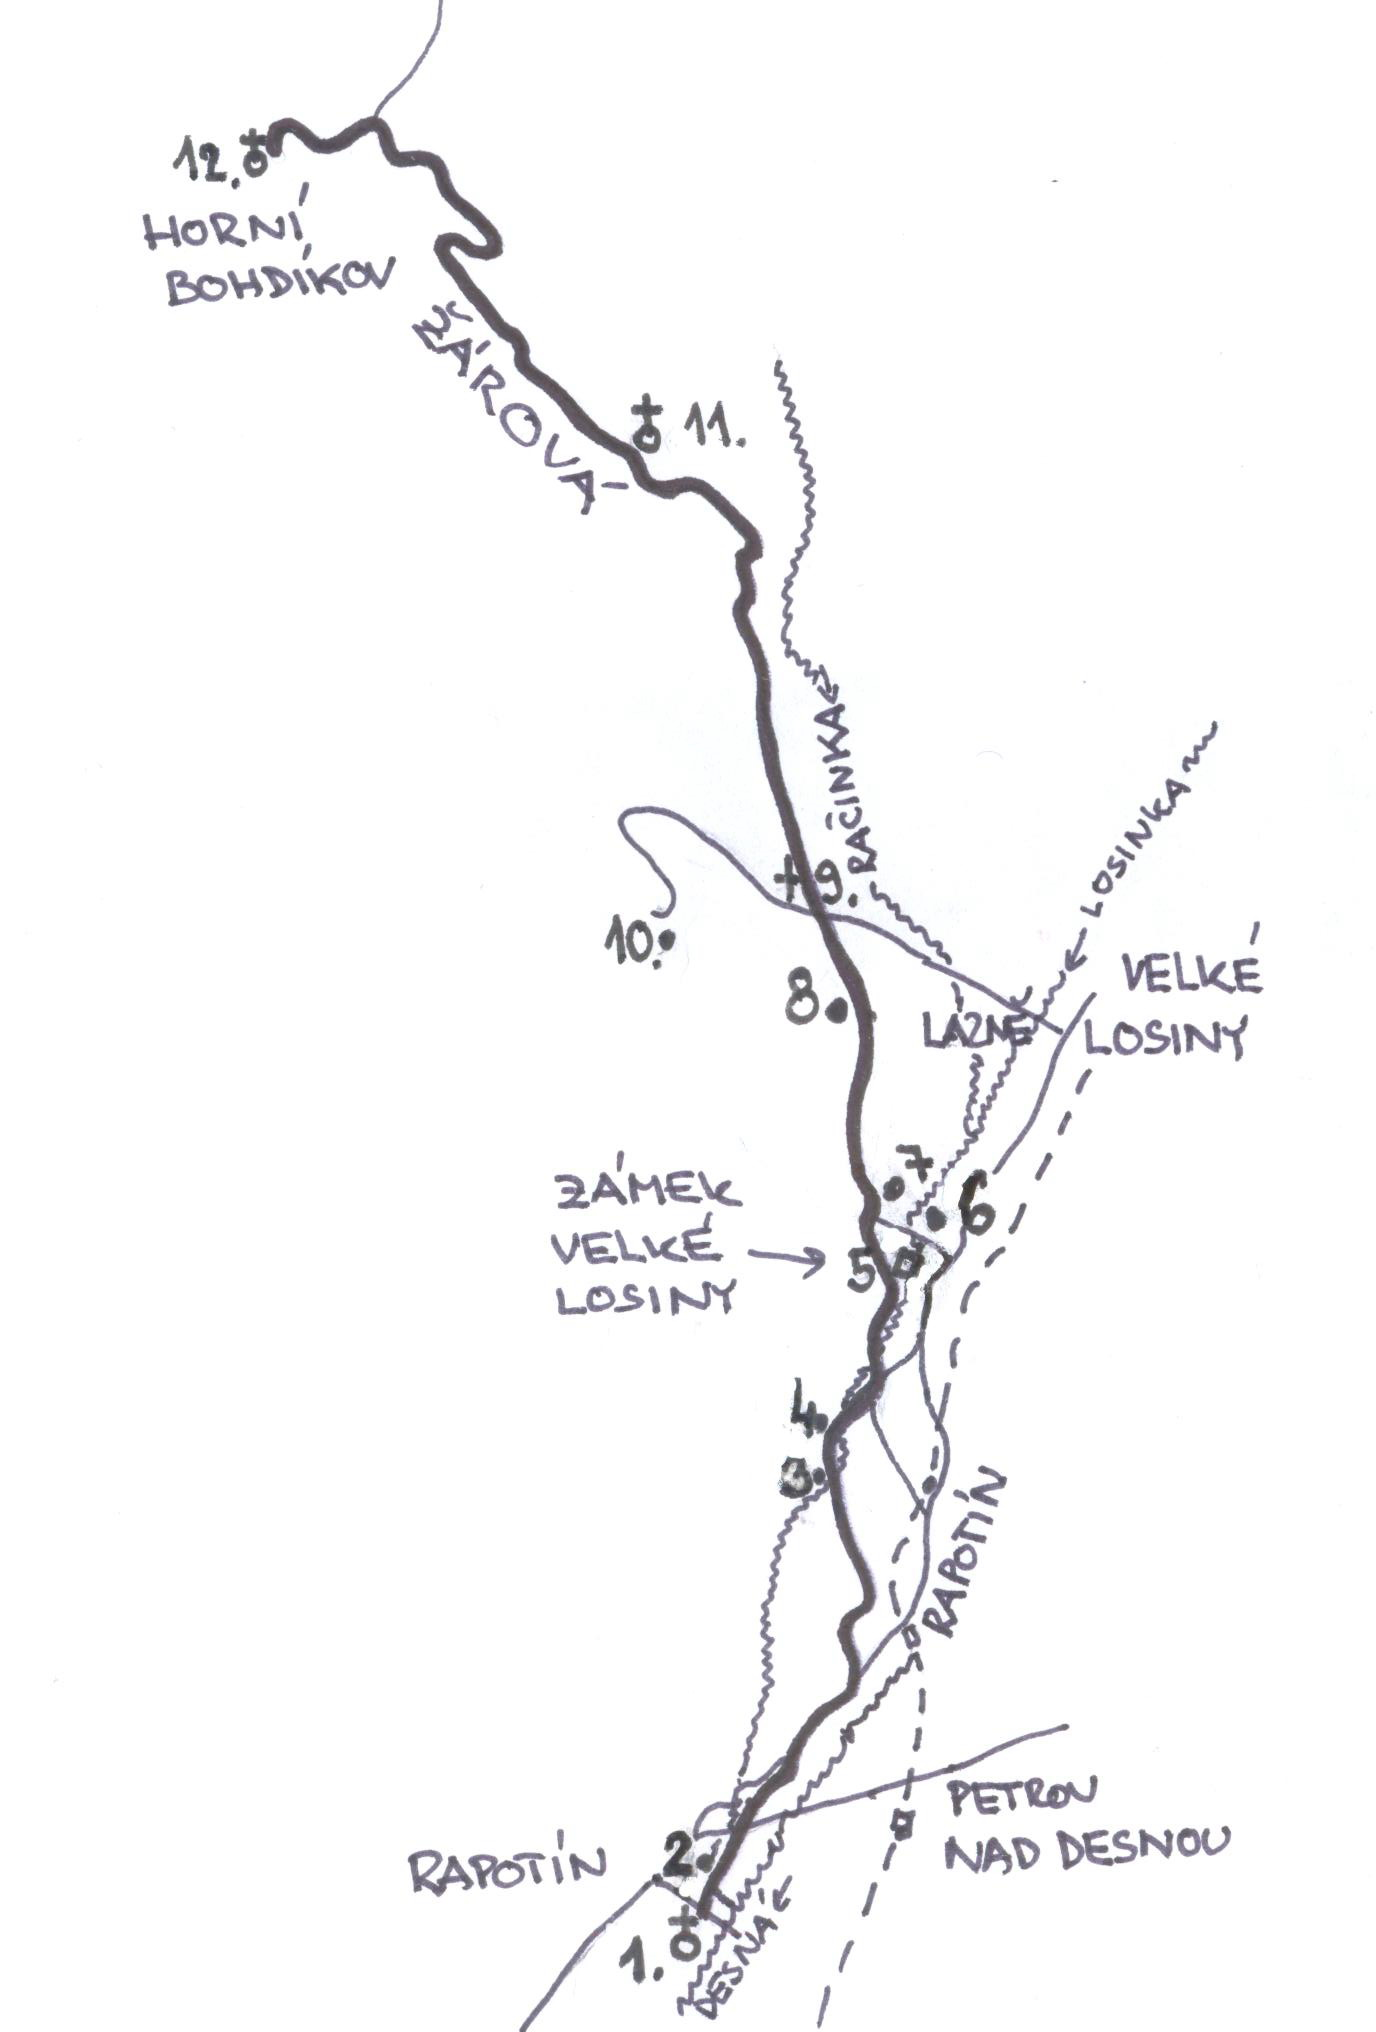 12.
HORNÍ
BOHDÍKOV
ŽÁROVÁ
11.
RAČINKA
LOSINKA
9.
10.
8.
VELKÉ
LOSINY
LÁZNĚ
7
6
ZÁMEK
VELKÉ
LOSINY
5
4.
3.
RAPOTÍN
PETROV
NAD DESNOU
RAPOTÍN
2.
1.
DESNÁ